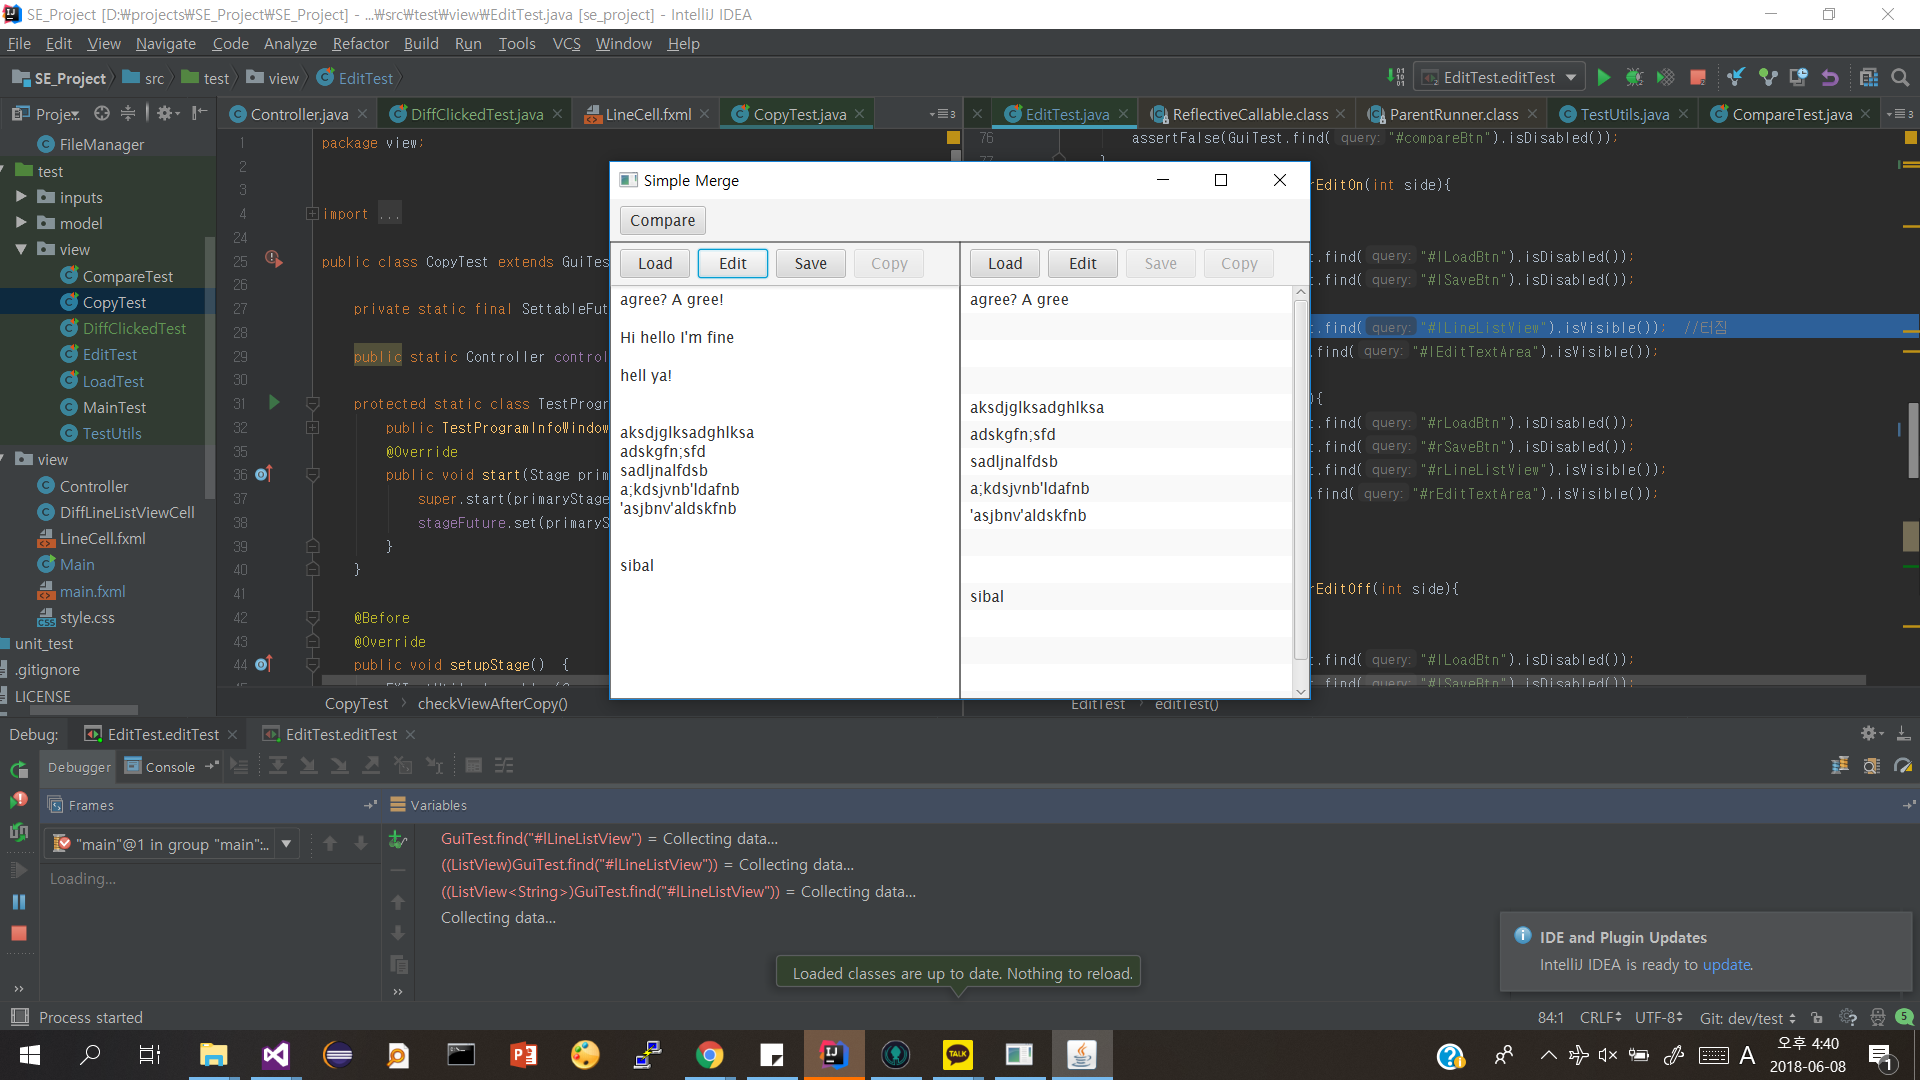 SE_Project [D:₩projects₩SE_Project₩SE_Project] - ...₩src₩test₩view₩EditTest.java [se_project] - IntelliJ IDEA
File Edit View Navigate Code Analyze Refactor Build Run Tools VCS Window Help
SE_Project src test view EditTest
EditTest.editTest
Proje..
Controller.java
DiffClickedTest.java
LineCell.fxml
CopyTest.java
EditTest.java
ReflectiveCallable.class
ParentRunner.class
TestUtils.java
CompareTest.java
FileManager
test
inputs
model
view
CompareTest
CopyTest
DiffClickedTest
EditTest
LoadTest
MainTest
TestUtils
view
Controller
DiffLineListViewCell
LineCell.fxml
Main
main.fxml
style.css
unit_test
.gitignore
LICENSE
1 package view;
2
3
4 import ...
24
25 public class CopyTest extends GuiTes
26
27 private static final SettableFut
28
29 public static Controller control
30
31 protected static class TestProgr
32 public TestProgramInfoWindow
35 @Override
36 public void start(Stage prim
37 super.start(primaryStage
38 stageFuture.set(primaryS
39 }
40 }
41
42 @Before
43 @Override
44 public void setupStage() {
CopyTest checkViewAfterCopy()
Simple Merge
Compare
Load Edit Save Copy
agree? A gree!
Hi hello I'm fine
hell ya!
aksdjglksadghlksa
adskgfn;sfd
sadljnalfdsb
a;kdsjvnb'ldafnb
'asjbnv'aldskfnb
sibal
Load Edit Save Copy
agree? A gree
aksdjglksadghlksa
adskgfn;sfd
sadljnalfdsb
a;kdsjvnb'ldafnb
'asjbnv'aldskfnb
sibal
76 assertFalse(GuiTest.find( query: "#compareBtn").isDisabled());
77 }
rEditOn(int side){
t.find( query: "#lLoadBtn").isDisabled());
t.find( query: "#lSaveBtn").isDisabled());
t.find( query: "#lLineListView").isVisible()); //터짐
t.find( query: "#lEditTextArea").isVisible());
){
t.find( query: "#rLoadBtn").isDisabled());
t.find( query: "#rSaveBtn").isDisabled());
t.find( query: "#rLineListView").isVisible());
t.find( query: "#rEditTextArea").isVisible());
rEditOff(int side){
t.find( query: "#lLoadBtn").isDisabled());
t.find( query: "#lSaveBtn").isDisabled());
EditTest editTest()
Debug: EditTest.editTest EditTest.editTest
Debugger Console
Frames
Variables
"main"@1 in group "main":..
Loading...
GuiTest.find("#lLineListView") = Collecting data...
((ListView)GuiTest.find("#lLineListView")) = Collecting data...
((ListView<String>)GuiTest.find("#lLineListView")) = Collecting data...
Collecting data...
Loaded classes are up to date. Nothing to reload.
IDE and Plugin Updates
IntelliJ IDEA is ready to update.
Process started
84:1 CRLF UTF-8 Git: dev/test 5
TALK
A
오후 4:40
2018-06-08
1